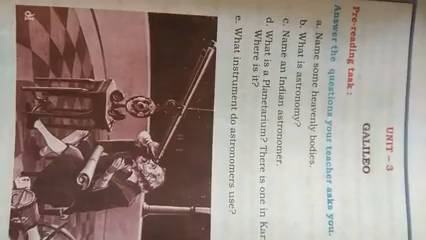 UNIT – 3
GALILEO
Pre-reading task :
Answer the questions your teacher asks you.
a. Name some heavenly bodies.
b. What is astronomy?
c. Name an Indian astronomer.
d. What is a Planetarium? There is one in Kar
Where is it?
e. What instrument do astronomers use?